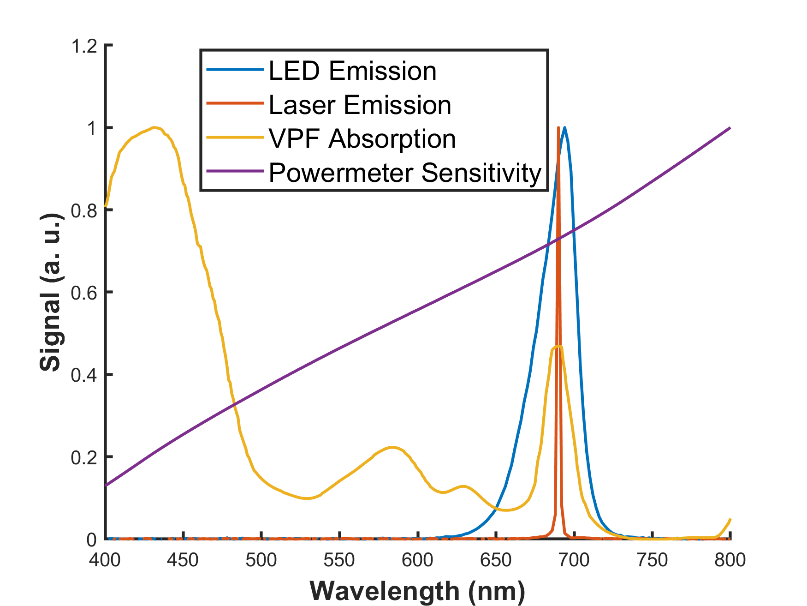 1.2
1
0.8
0.6
0.4
0.2
0
Signal (a. u.)
LED Emission
Laser Emission
VPF Absorption
Powermeter Sensitivity
400 450 500 550 600 650 700 750 800
Wavelength (nm)